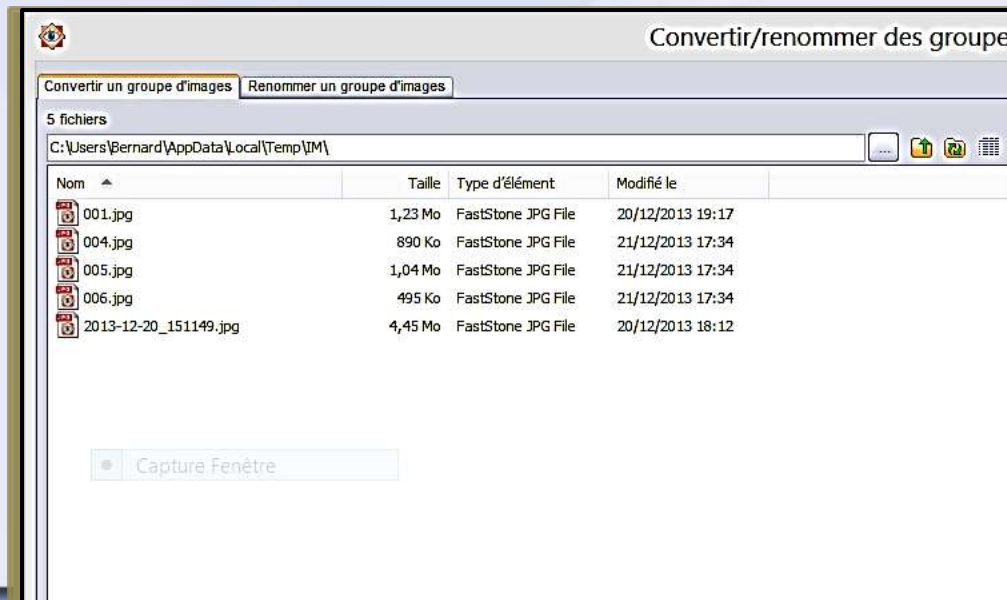 Convertir/renommer des groupe
Convertir un groupe d'images Renommer un groupe d'images
5 fichiers
C:\Users\Bernard\AppData\Local\Temp\IM\ ...
Nom Taille Type d'élément Modifié le
001.jpg 1,23 Mo FastStone JPG File 20/12/2013 19:17
004.jpg 890 Ko FastStone JPG File 21/12/2013 17:34
005.jpg 1,04 Mo FastStone JPG File 21/12/2013 17:34
006.jpg 495 Ko FastStone JPG File 21/12/2013 17:34
2013-12-20_151149.jpg 4,45 Mo FastStone JPG File 20/12/2013 18:12
Capture Fenêtre